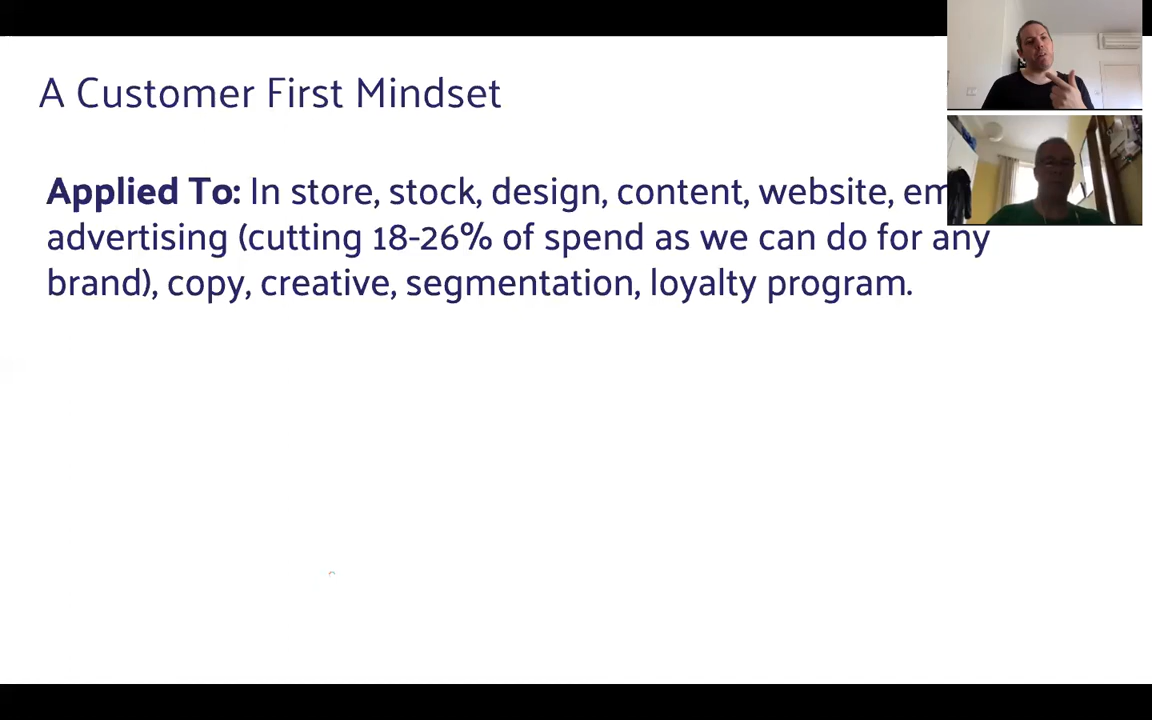 A Customer First Mindset
Applied To: In store, stock, design, content, website,
advertising (cutting 18-26% of spend as we can do for any
brand), copy, creative, segmentation, loyalty program.